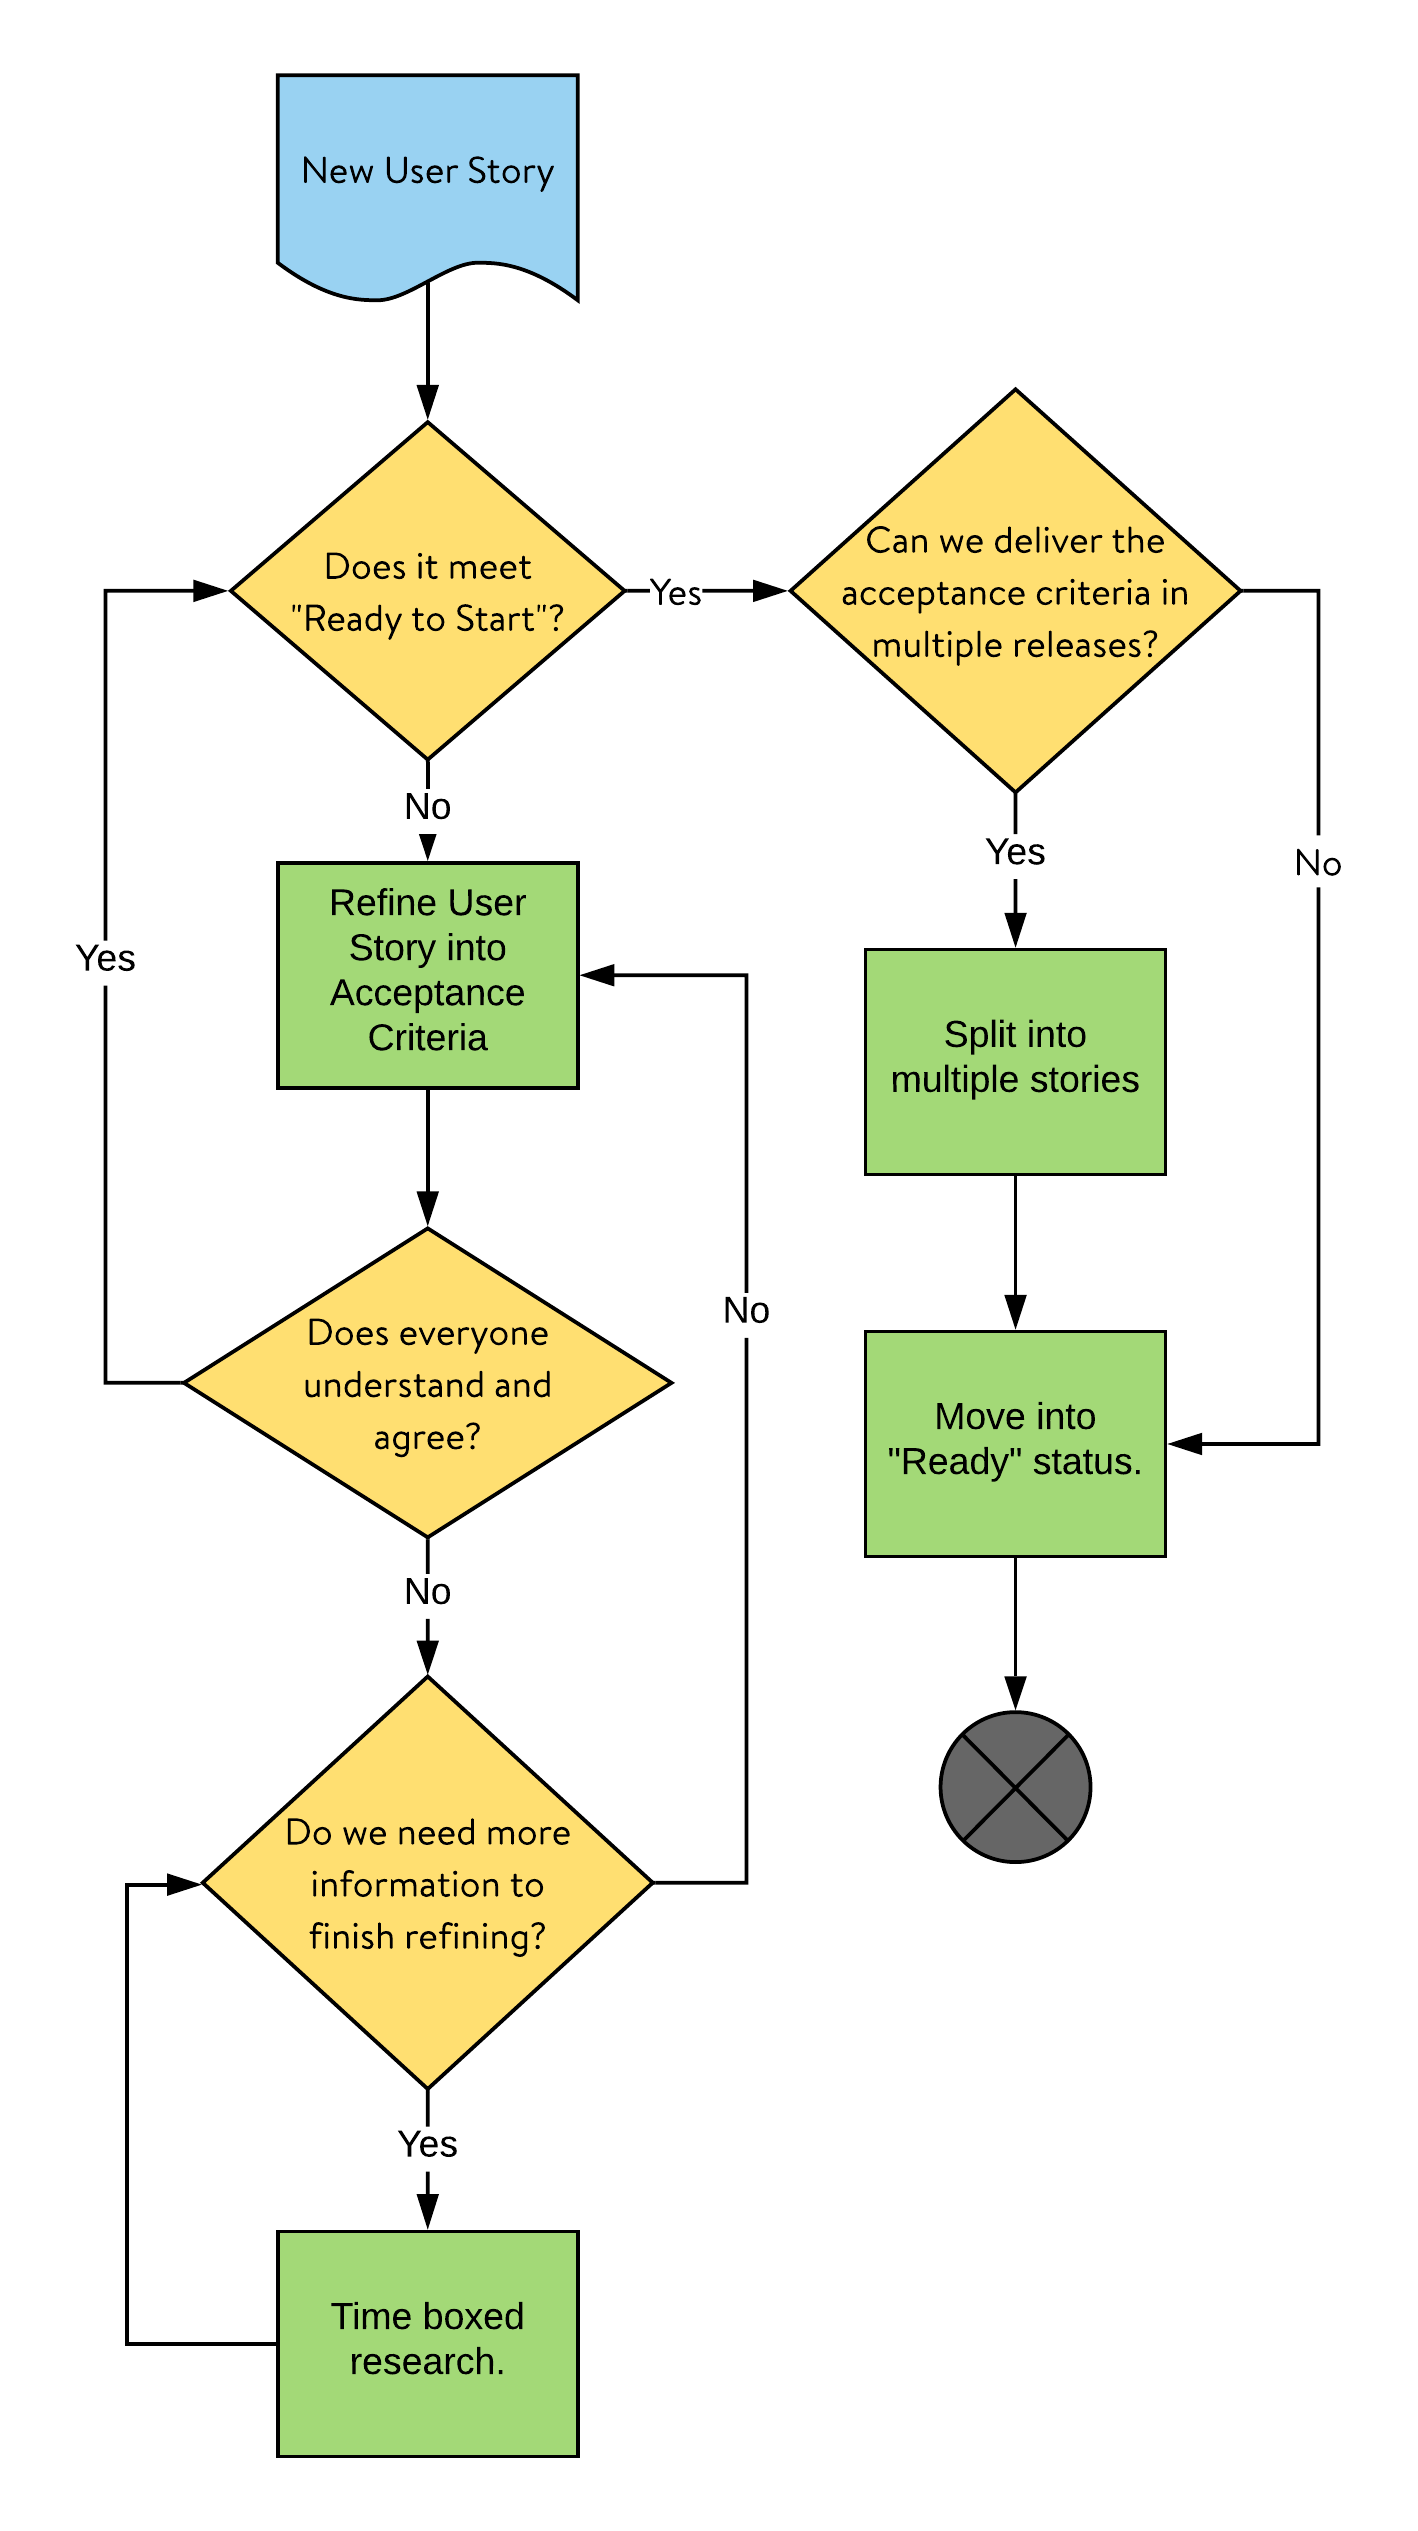 New User Story
Does it meet
"Ready to Start"?
Yes
Can we deliver the
acceptance criteria in
multiple releases?
No
Yes
No
Refine User
Story into
Acceptance
Criteria
Yes
Split into
multiple stories
Does everyone
understand and
agree?
No
Move into
"Ready" status.
No
Do we need more
information to
finish refining?
Yes
Time boxed
research.